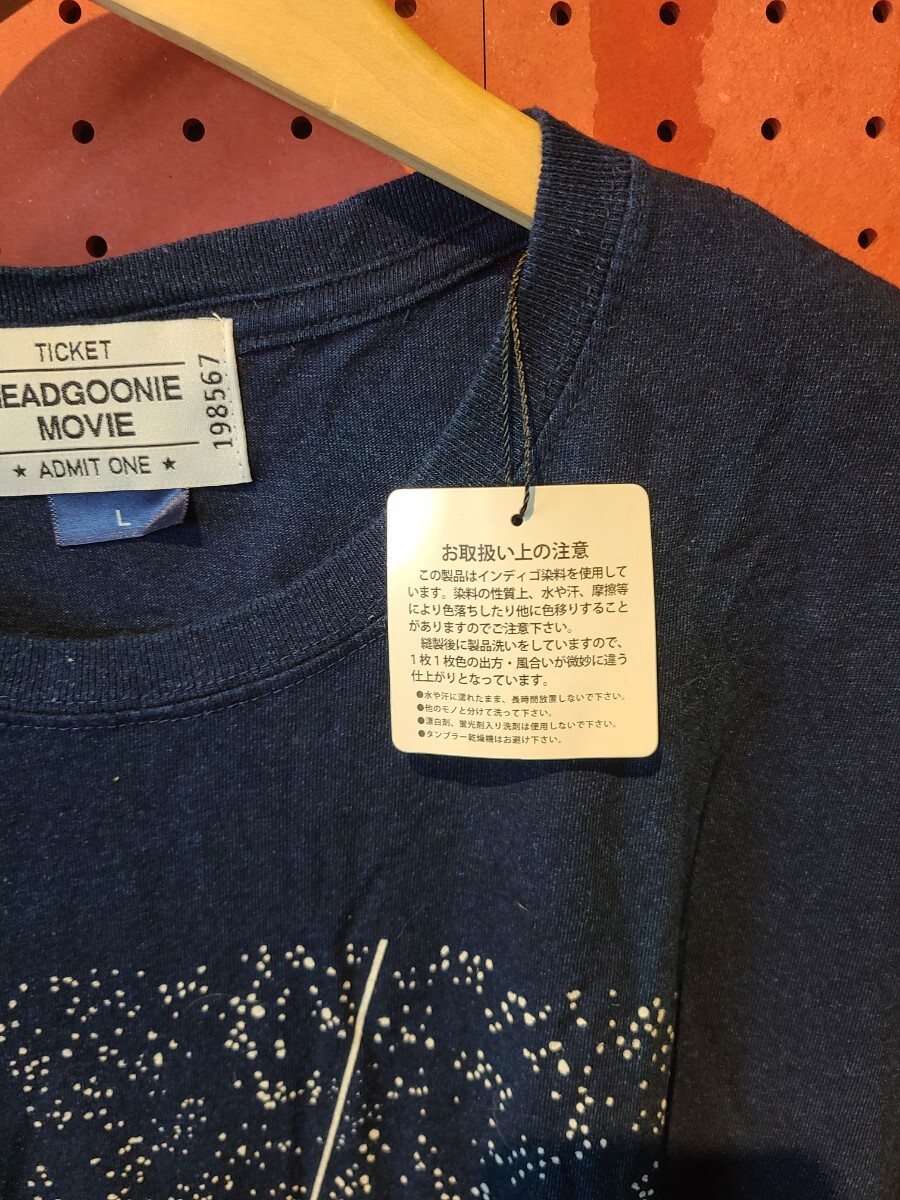 TICKET
EADGOONIE
MOVIE
★ ADMIT ONE ★
198567
L
お取扱い上の注意
この製品はインディゴ染料を使用して
います。染料の性質上、水や汗、摩擦等
により色落ちしたり他に色移りすること
がありますのでご注意下さい。
縫製後に製品洗いをしていますので、
1枚1枚色の出方・風合いが微妙に違う
仕上がりとなっています。
●水や汗に濡れたまま、長時間放置しないで下さい。
●他のモノと分けて洗って下さい。
●漂白剤、蛍光剤入り洗剤は使用しないで下さい。
●タンブラー乾燥機はお避け下さい。